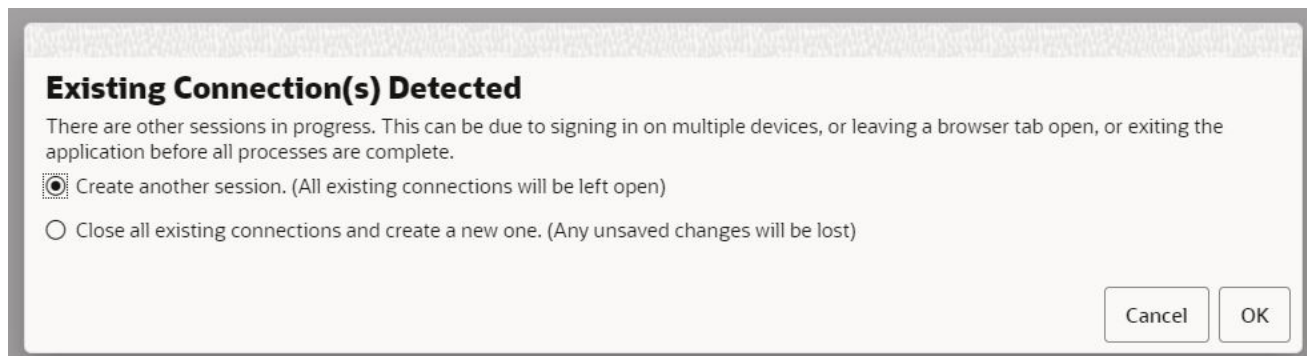 Existing Connection(s) Detected
There are other sessions in progress. This can be due to signing in on multiple devices, or leaving a browser tab open, or exiting the
application before all processes are complete.
Create another session. (All existing connections will be left open)
Close all existing connections and create a new one. (Any unsaved changes will be lost)
Cancel OK